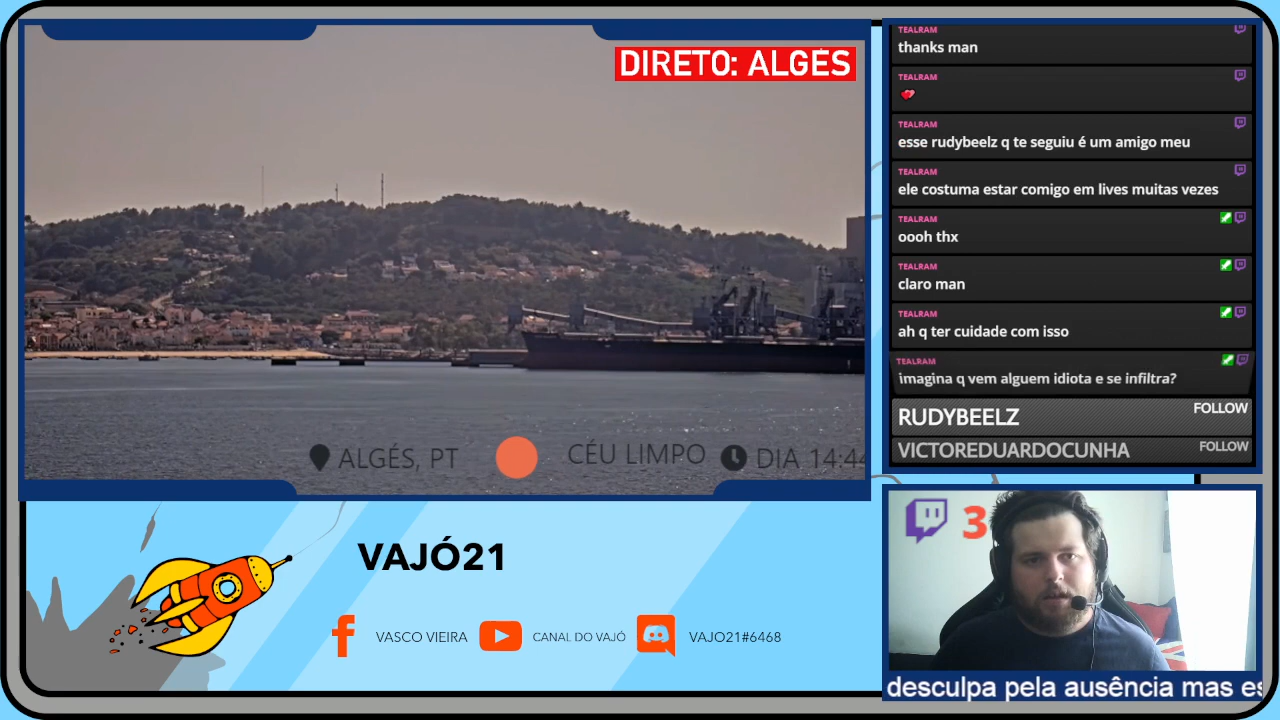 DIRETO: ALGÉS
ALGÉS, PT
CÉU LIMPO
DIA 14:44
VAJÓ21
VASCO VIEIRA
CANAL DO VAJÓ
VAJO21#6468
TEALRAM
thanks man
TEALRAM
TEALRAM
esse rudybeelz q te seguiu é um amigo meu
TEALRAM
ele costuma estar comigo em lives muitas vezes
TEALRAM
oooh thx
TEALRAM
claro man
TEALRAM
ah q ter cuidade com isso
TEALRAM
imagina q vem alguem idiota e se infiltra?
RUDYBEELZ FOLLOW
VICTOREDUARDOCUNHA FOLLOW
3
desculpa pela ausência mas es